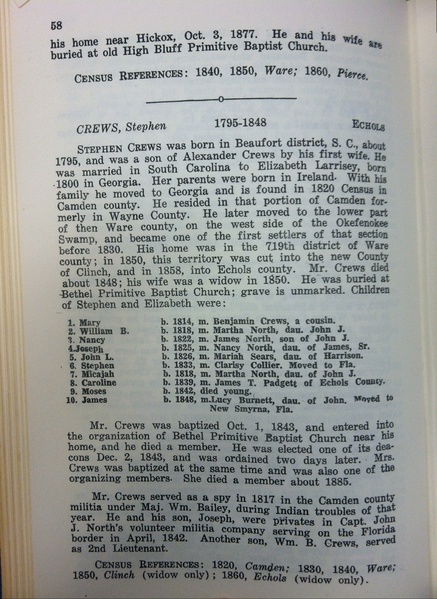 58
his home near Hickox, Oct. 3, 1877. He and his wife are
buried at old High Bluff Primitive Baptist Church.
CENSUS REFERENCES: 1840, 1850, Ware; 1860, Pierce.
CREWS, Stephen 1795-1848 ECHOLS
STEPHEN CREWS was born in Beaufort district, S. C., about
1795, and was a son of Alexander Crews by his first wife. He
was married in South Carolina to Elizabeth Larrisey, born
1800 in Georgia. Her parents were born in Ireland. With his
family he moved to Georgia and is found in 1820 Census in
Camden county. He resided in that portion of Camden for-
merly in Wayne County. He later moved to the lower part
of then Ware county, on the west side of the Okefenokee
Swamp, and became one of the first settlers of that section
before 1830. His home was in the 719th district of Ware
county; in 1850, this territory was cut into the new County
of Clinch, and in 1858, into Echols county. Mr. Crews died
about 1848; his wife was a widow in 1850. He was buried at
Bethel Primitive Baptist Church; grave is unmarked. Children
of Stephen and Elizabeth were:
1. Mary b. 1814, m. Benjamin Crews, a cousin.
2. William B. b. 1818, m. Martha North, dau. John J.
3. Nancy b. 1822, m. James North, son of John J.
4. Joseph b. 1825, m. Nancy North, dau. of James, Sr.
5. John L. b. 1826, m. Mariah Sears, dau. of Harrison.
6. Stephen b. 1833, m. Clarisy Collier. Moved to Fla.
7. Micajah b. 1818, m. Martha North, dau. of John J.
8. Caroline b. 1839, m. James T. Padgett of Echols County.
9. Moses b. 1842, died young.
10. James b. 1848, m.Lucy Burnett, dau. of John. Moved to
New Smyrna, Fla.
Mr. Crews was baptized Oct. 1, 1843, and entered into
the organization of Bethel Primitive Baptist Church near his
home, and he died a member. He was elected one of its dea-
cons Dec. 2, 1843, and was ordained two days later. Mrs.
Crews was baptized at the same time and was also one of the
organizing members. She died a member about 1885.
Mr. Crews served as a spy in 1817 in the Camden county
militia under Maj. Wm. Bailey, during Indian troubles of that
year. He and his son, Joseph, were privates in Capt. John
J. North's volunteer militia company serving on the Florida
border in April, 1842. Another son, Wm. B. Crews, served
as 2nd Lieutenant.
CENSUS REFERENCES: 1820, Camden; 1830, 1840, Ware;
1850, Clinch (widow only); 1860, Echols (widow only).